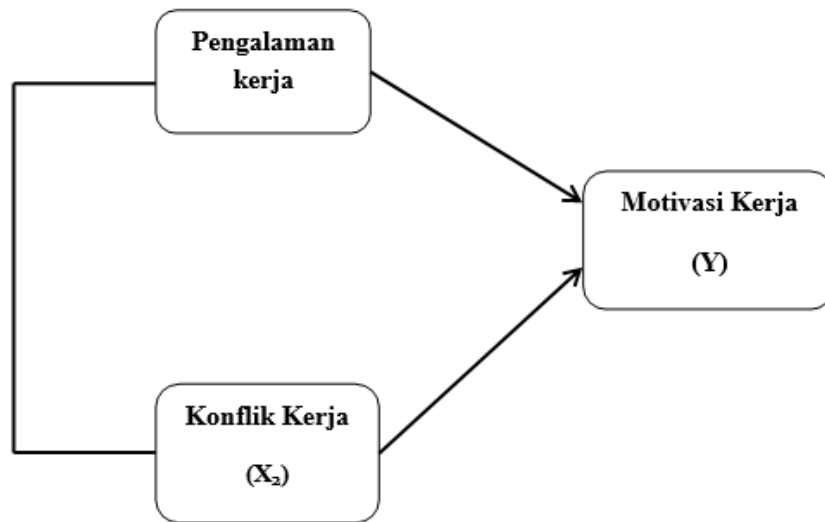 Pengalaman
kerja
Motivasi Kerja
(Y)
Konflik Kerja
(X₂)